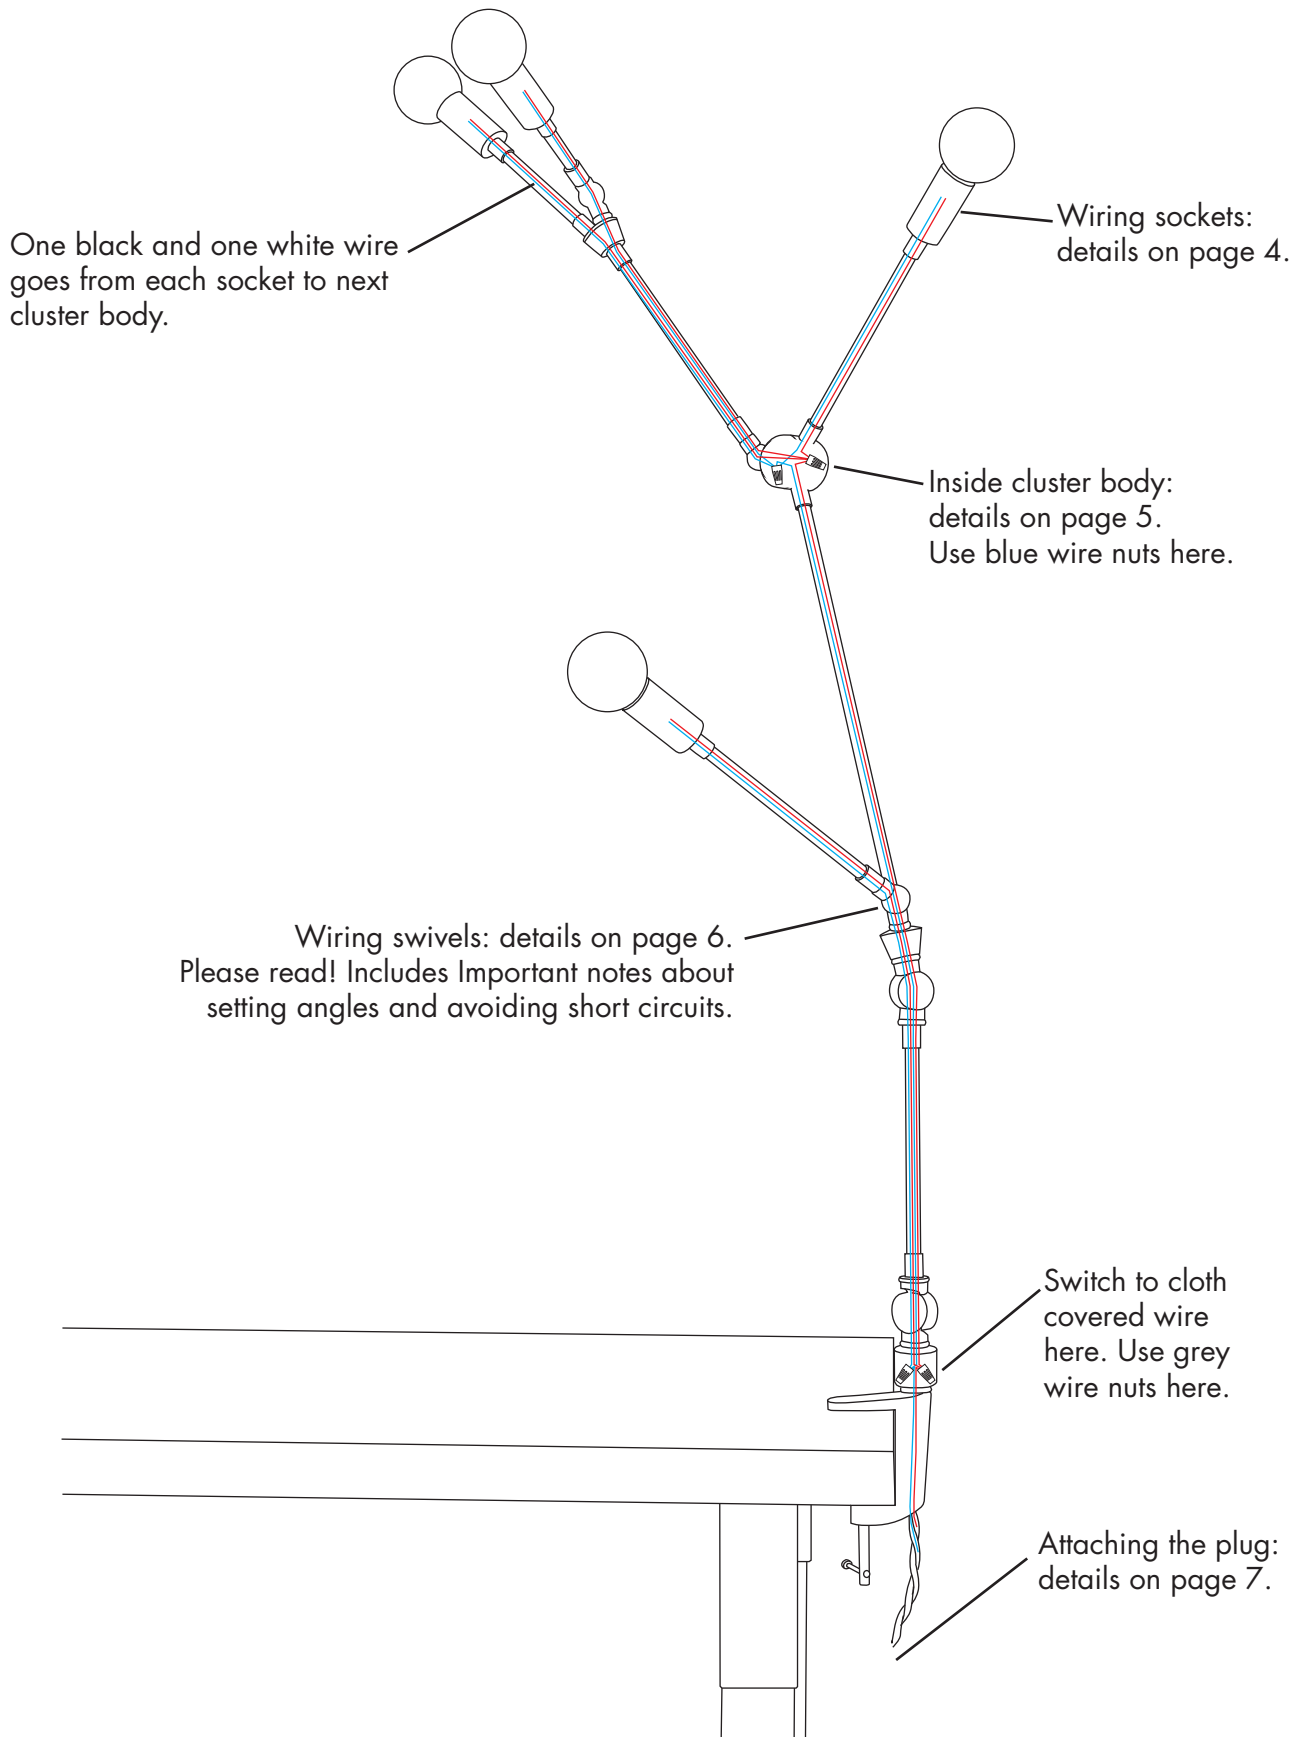 One black and one white wire
goes from each socket to next
cluster body.
Wiring sockets:
details on page 4.
Inside cluster body:
details on page 5.
Use blue wire nuts here.
Wiring swivels: details on page 6.
Please read! Includes Important notes about
setting angles and avoiding short circuits.
Switch to cloth
covered wire
here. Use grey
wire nuts here.
Attaching the plug:
details on page 7.